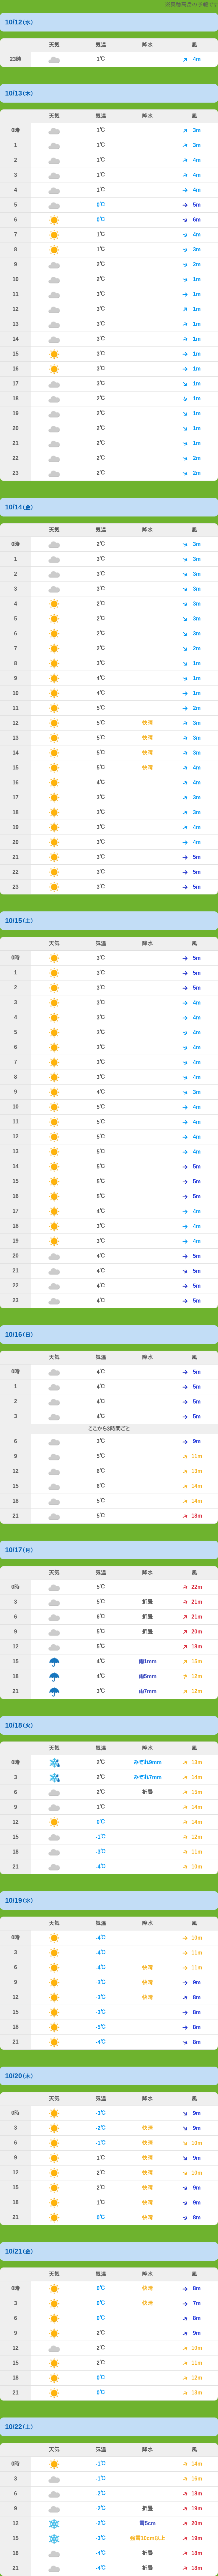 10/12(水)
天気 気温 降水 風
23時 1℃ 4m
10/13(木)
天気 気温 降水 風
0時 1℃ 3m
1 1℃ 3m
2 1℃ 4m
3 1℃ 4m
4 1℃ 4m
5 0℃ 5m
6 0℃ 6m
7 1℃ 4m
8 1℃ 3m
9 2℃ 2m
10 2℃ 1m
11 3℃ 1m
12 3℃ 1m
13 3℃ 1m
14 3℃ 1m
15 3℃ 1m
16 3℃ 1m
17 3℃ 1m
18 2℃ 1m
19 2℃ 1m
20 2℃ 1m
21 2℃ 1m
22 2℃ 2m
23 2℃ 2m
10/14(金)
天気 気温 降水 風
0時 2℃ 3m
1 3℃ 3m
2 3℃ 3m
3 3℃ 3m
4 2℃ 3m
5 2℃ 3m
6 2℃ 3m
7 2℃ 2m
8 3℃ 1m
9 4℃ 1m
10 4℃ 1m
11 5℃ 2m
12 5℃ 快晴 3m
13 5℃ 快晴 3m
14 5℃ 快晴 3m
15 5℃ 快晴 4m
16 4℃ 4m
17 3℃ 3m
18 3℃ 3m
19 3℃ 4m
20 3℃ 4m
21 3℃ 5m
22 3℃ 5m
23 3℃ 5m
10/15(土)
天気 気温 降水 風
0時 3℃ 5m
1 3℃ 5m
2 3℃ 5m
3 3℃ 4m
4 3℃ 4m
5 3℃ 4m
6 3℃ 4m
7 3℃ 4m
8 3℃ 4m
9 4℃ 3m
10 5℃ 4m
11 5℃ 4m
12 5℃ 4m
13 5℃ 4m
14 5℃ 5m
15 5℃ 5m
16 5℃ 5m
17 4℃ 4m
18 3℃ 4m
19 3℃ 4m
20 4℃ 5m
21 4℃ 5m
22 4℃ 5m
23 4℃ 5m
10/16(日)
天気 気温 降水 風
0時 4℃ 5m
1 4℃ 5m
2 4℃ 5m
3 4℃ 5m
ここから3時間ごと
6 3℃ 9m
9 5℃ 11m
12 6℃ 13m
15 6℃ 14m
18 5℃ 14m
21 5℃ 18m
10/17(月)
天気 気温 降水 風
0時 5℃ 22m
3 5℃ 折畳 21m
6 6℃ 折畳 21m
9 5℃ 折畳 20m
12 5℃ 18m
15 4℃ 雨1mm 15m
18 4℃ 雨5mm 12m
21 3℃ 雨7mm 12m
10/18(火)
天気 気温 降水 風
0時 2℃ みぞれ9mm 13m
3 2℃ みぞれ7mm 14m
6 2℃ 折畳 15m
9 1℃ 14m
12 0℃ 14m
15 -1℃ 12m
18 -3℃ 11m
21 -4℃ 10m
10/19(水)
天気 気温 降水 風
0時 -4℃ 10m
3 -4℃ 11m
6 -4℃ 快晴 11m
9 -3℃ 快晴 9m
12 -3℃ 快晴 8m
15 -3℃ 8m
18 -5℃ 8m
21 -4℃ 8m
10/20(木)
天気 気温 降水 風
0時 -3℃ 9m
3 -2℃ 快晴 9m
6 -1℃ 快晴 10m
9 1℃ 快晴 9m
12 2℃ 快晴 10m
15 2℃ 快晴 9m
18 1℃ 快晴 9m
21 0℃ 快晴 8m
10/21(金)
天気 気温 降水 風
0時 0℃ 快晴 8m
3 0℃ 快晴 7m
6 0℃ 8m
9 2℃ 9m
12 2℃ 10m
15 2℃ 11m
18 0℃ 12m
21 0℃ 13m
10/22(土)
天気 気温 降水 風
0時 -1℃ 14m
3 -1℃ 16m
6 -2℃ 18m
9 -2℃ 折畳 19m
12 -2℃ 雪5cm 20m
15 -3℃ 積雪10cm以上 19m
18 -4℃ 折畳 18m
21 -4℃ 折畳 18m